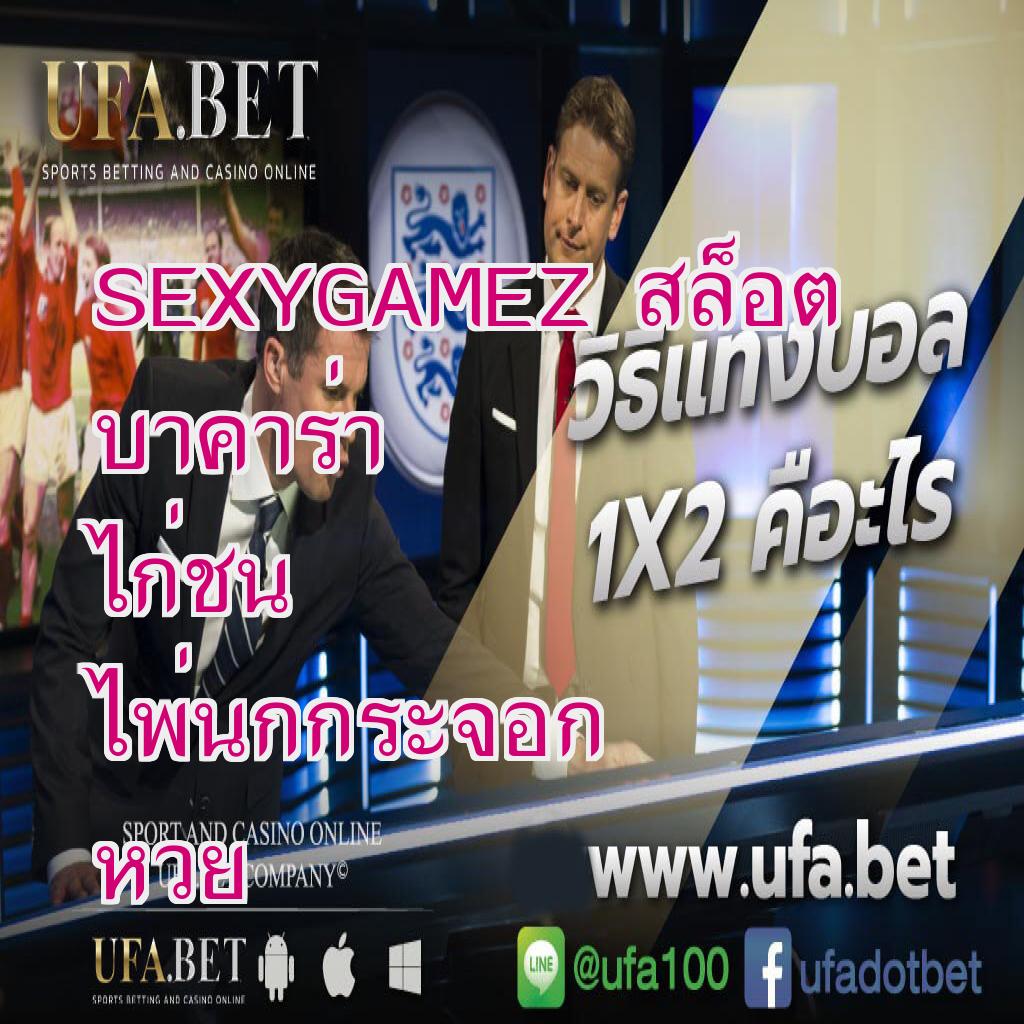 UFA.BET
SPORTS BETTING AND CASINO ONLINE
SEXYGAMEZ สล็อต
วิธีแทงบอล
บาคาร่า
1X2 คืออะไร
ไก่ชน
ไพ่นกกระจอก
SPORT AND CASINO ONLINE
หวย
COMPANY©
www.ufa.bet
UFA.BET
SPORTS BETTING AND CASINO ONLINE
LINE
@ufa100
ufadotbet